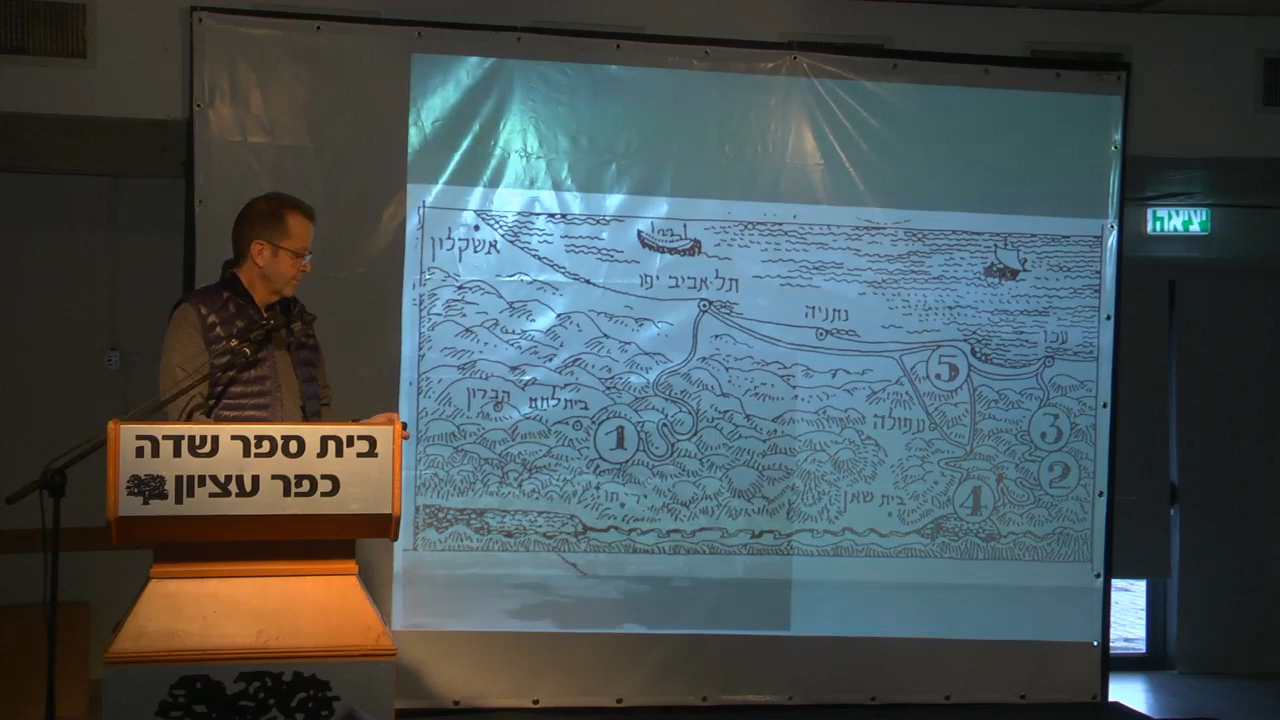 יציאה
אשקלון
תל-אביב יפו
נתניה
עכו
5
חברון
בית לחם
1
עפולה
3
2
בית שאן
4
בית ספר שדה
כפר עציון